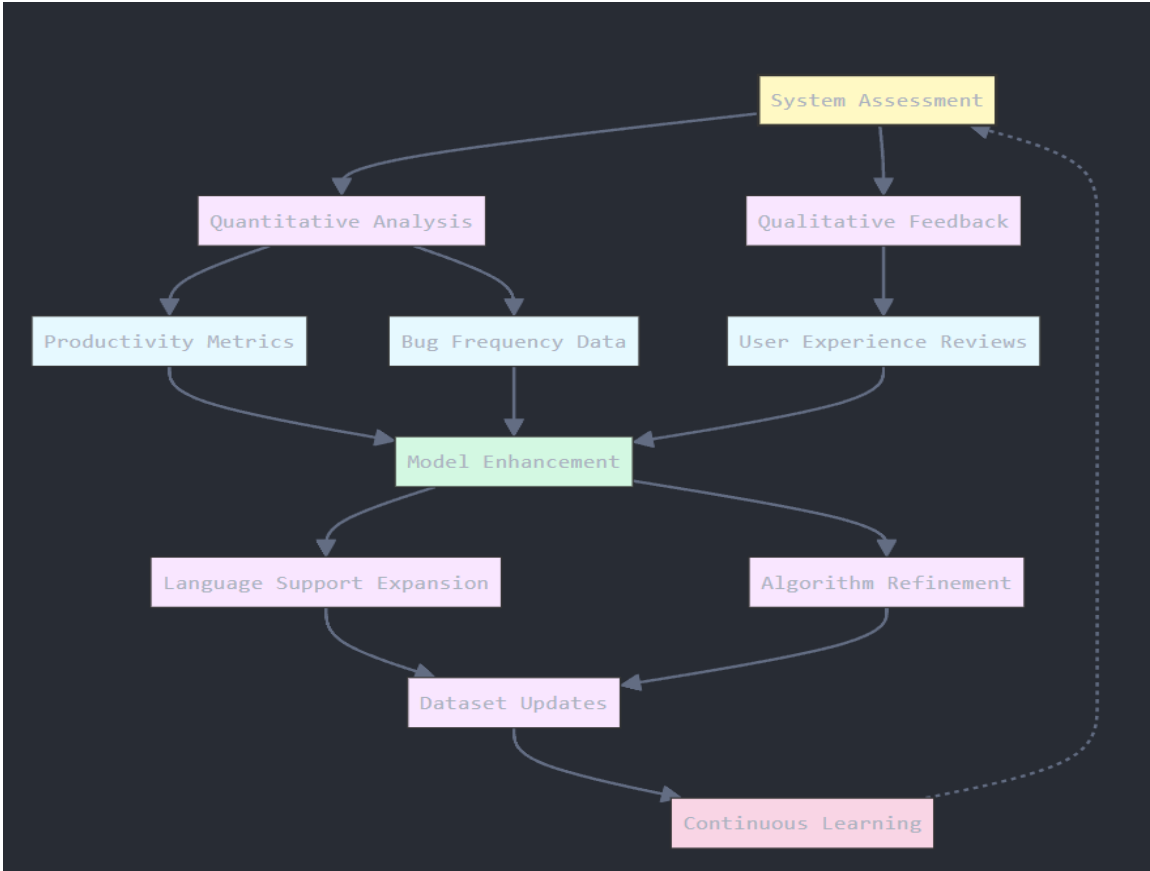 System Assessment
Quantitative Analysis
Qualitative Feedback
Productivity Metrics
Bug Frequency Data
User Experience Reviews
Model Enhancement
Language Support Expansion
Algorithm Refinement
Dataset Updates
Continuous Learning